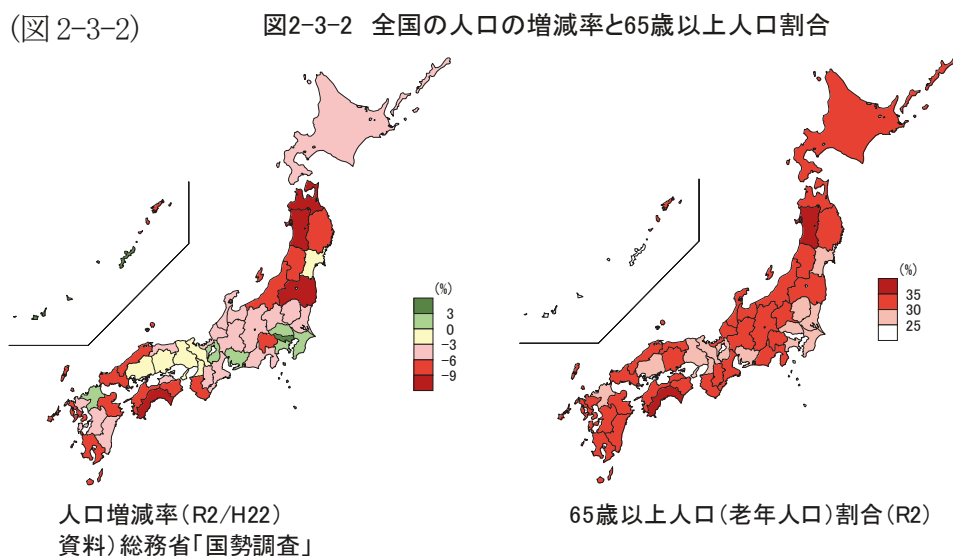 (図2-3-2)
図2-3-2 全国の人口の増減率と65歳以上人口割合
(%)
3
0
-3
-6
-9
(%)
35
30
25
人口増減率(R2/H22)
資料)総務省「国勢調査」
65歳以上人口(老年人口)割合(R2)